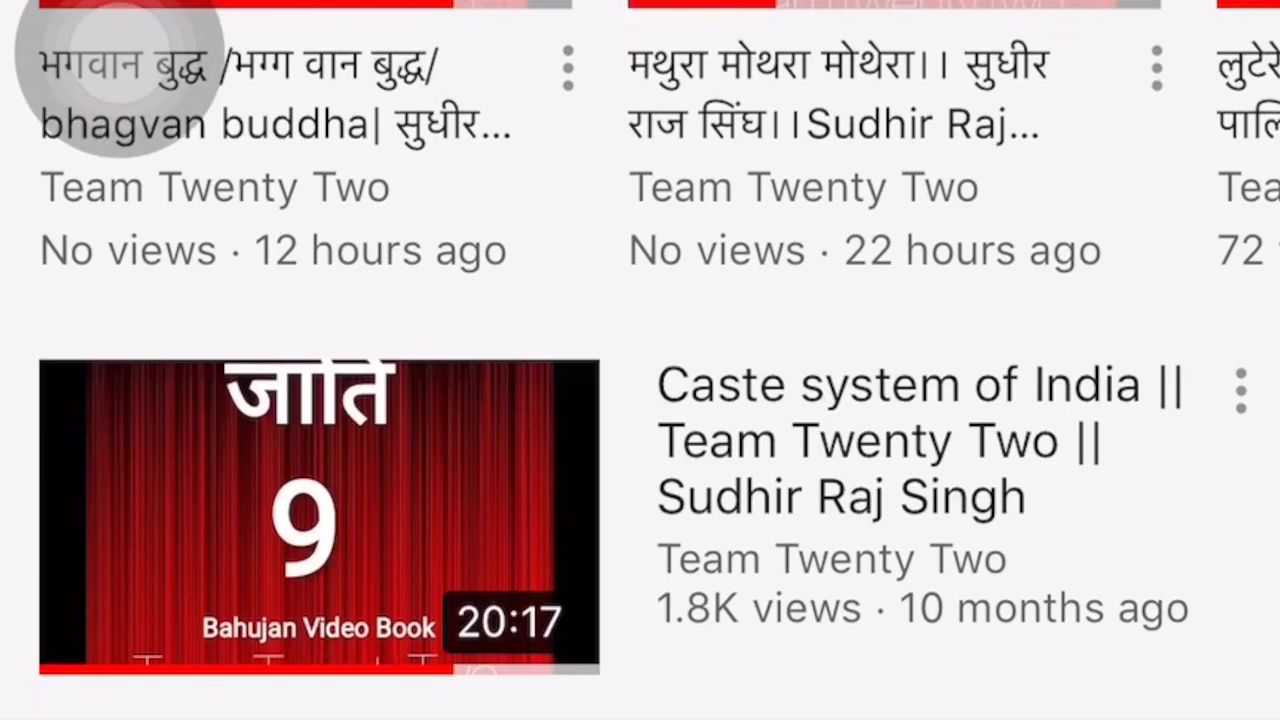 भगवान बुद्ध /भग्ग वान बुद्ध/
bhagvan buddha| सुधीर...
Team Twenty Two
No views · 12 hours ago
मथुरा मोथरा मोथेरा।। सुधीर
राज सिंघ।।Sudhir Raj...
Team Twenty Two
No views · 22 hours ago
लुटेरे
पालि
Tea
72
जाति
9
Bahujan Video Book
20:17
Caste system of India ||
Team Twenty Two ||
Sudhir Raj Singh
Team Twenty Two
1.8K views · 10 months ago